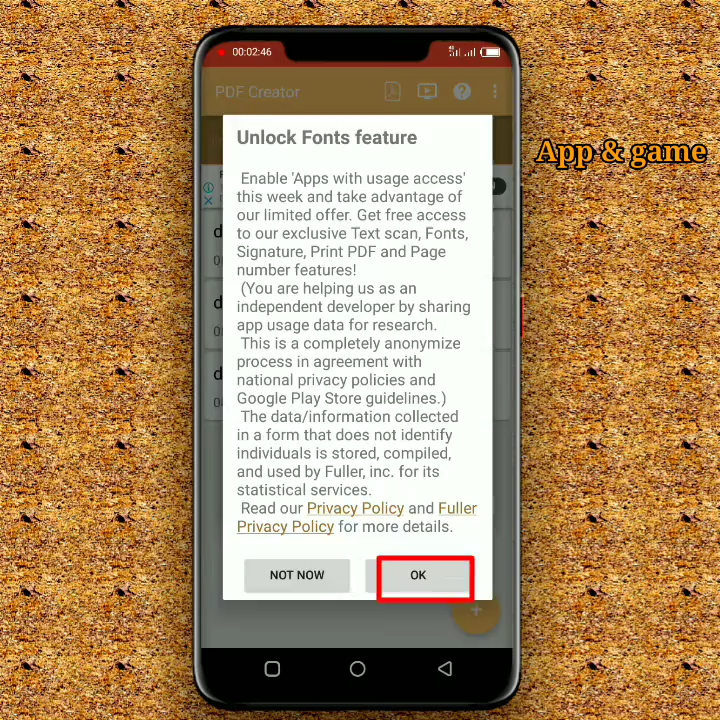 00:02:46
PDF Creator
App & game
Unlock Fonts feature
Enable 'Apps with usage access'
this week and take advantage of
our limited offer. Get free access
to our exclusive Text scan, Fonts,
Signature, Print PDF and Page
number features!
(You are helping us as an
independent developer by sharing
app usage data for research.
This is a completely anonymize
process in agreement with
national privacy policies and
Google Play Store guidelines.)
The data/information collected
in a form that does not identify
individuals is stored, compiled,
and used by Fuller, inc. for its
statistical services.
Read our Privacy Policy and Fuller
Privacy Policy for more details.
NOT NOW OK